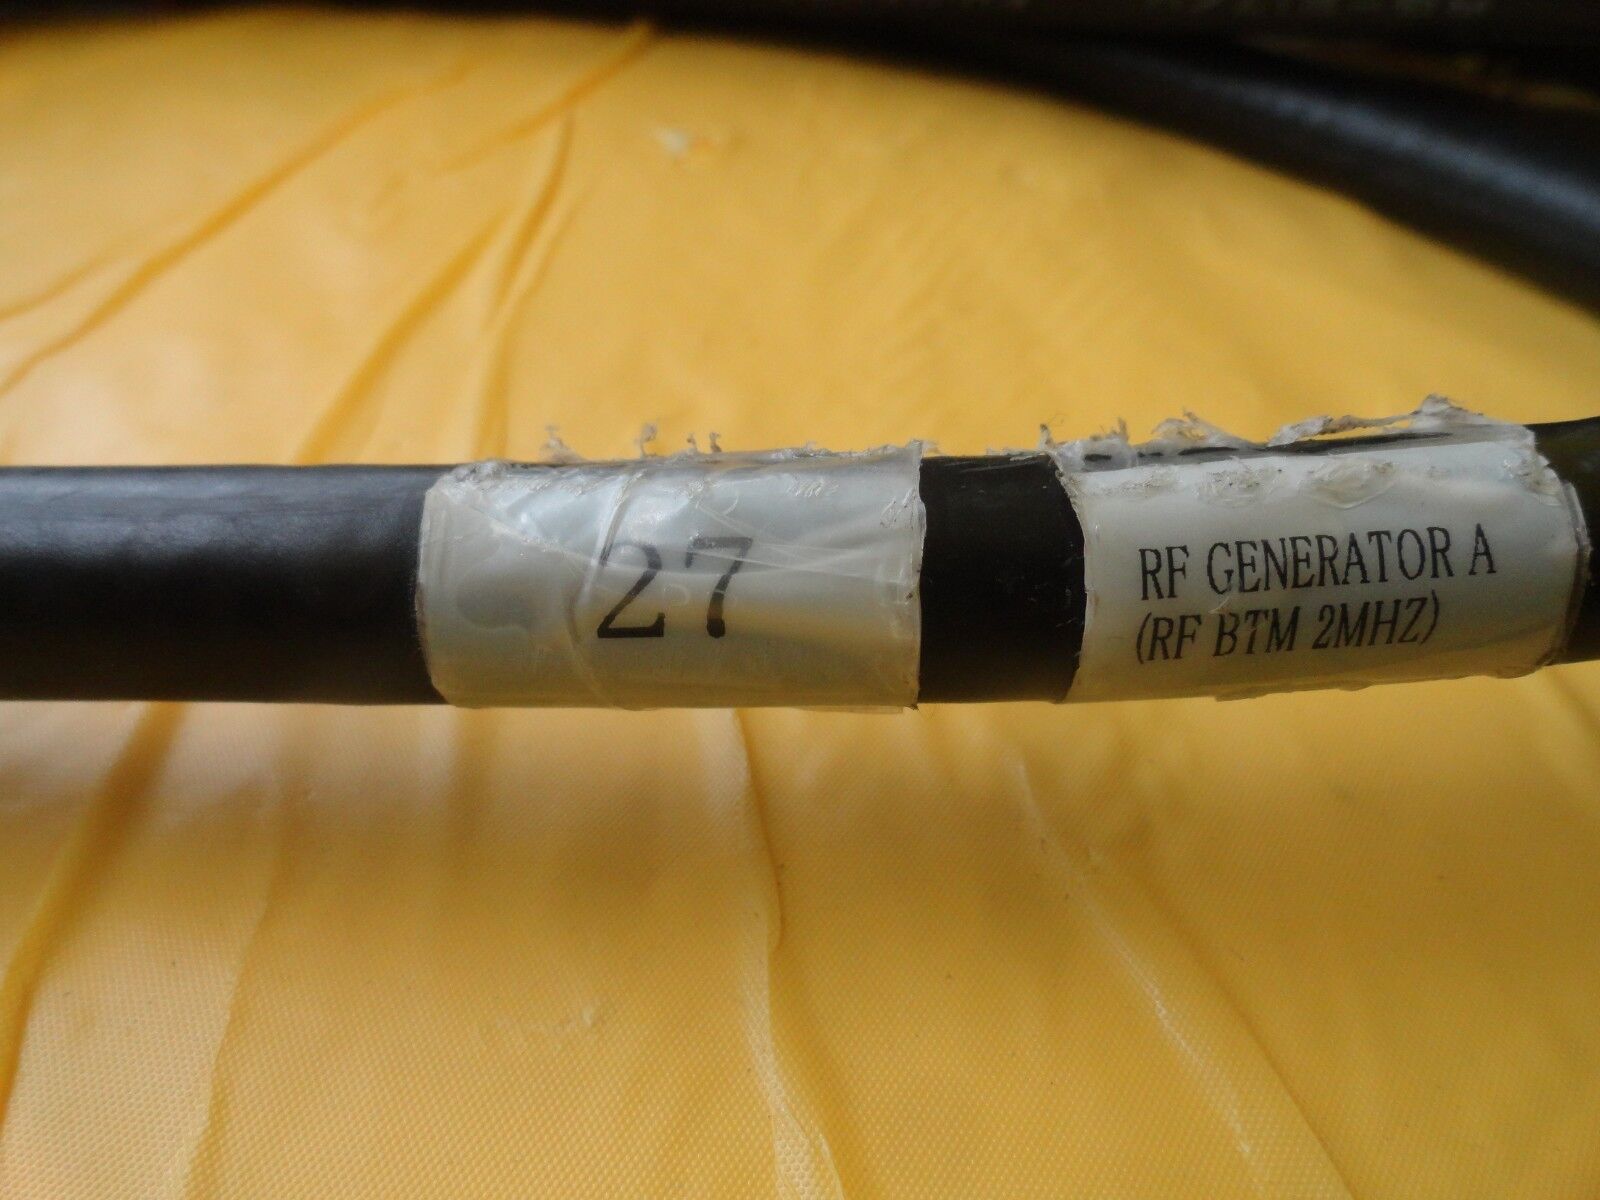 27
RF GENERATOR A
(RF BTM 2MHZ)